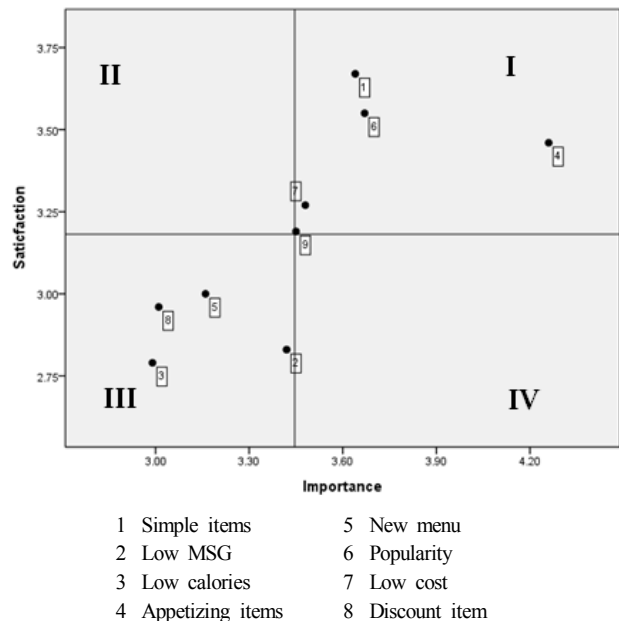 3.75
3.50
3.25
3.00
2.75
Saticfaction
II
I
III
IV
1
6
4
7
9
5
8
2
3
3.00 3.30 3.60 3.90 4.20
Importance
1 Simple items 5 New menu
2 Low MSG 6 Popularity
3 Low calories 7 Low cost
4 Appetizing items 8 Discount item